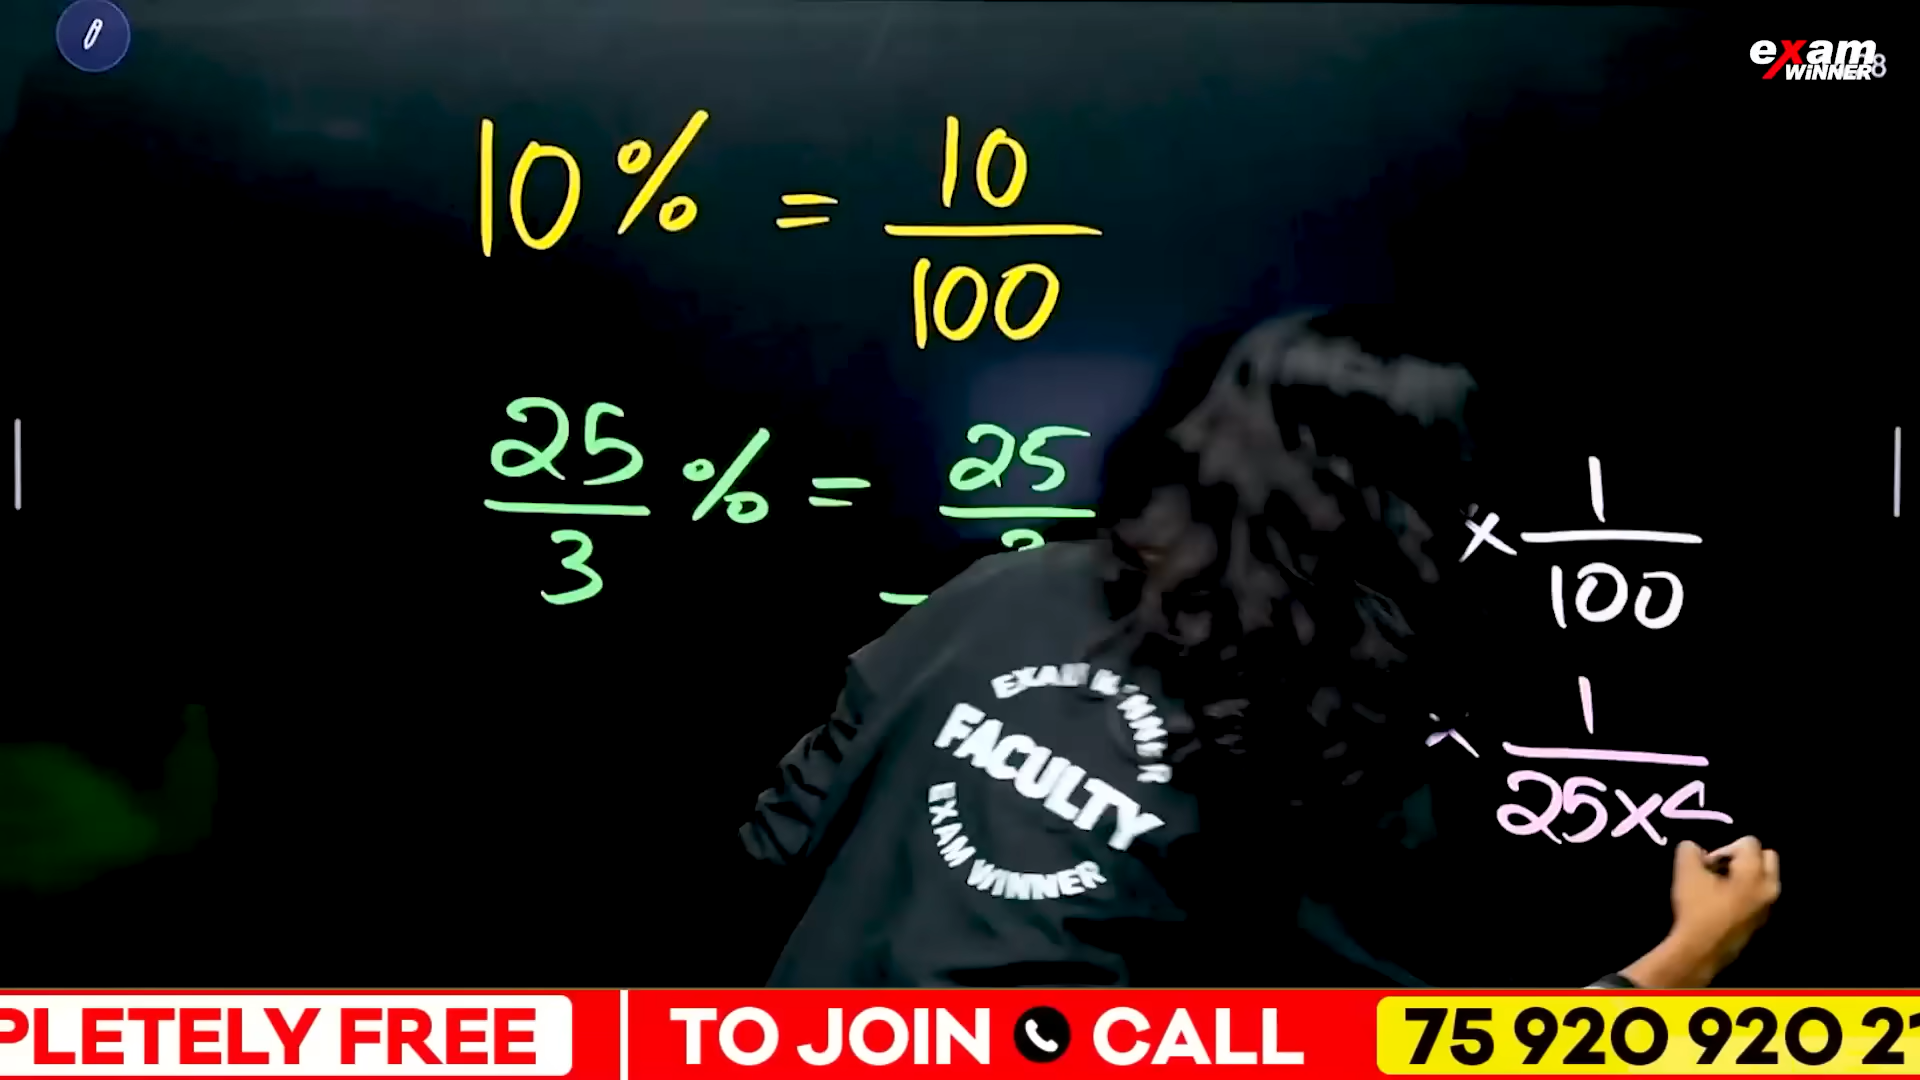 exam
WINNER
10% = 10/100
25/3 % = 25/3
× 1/100
× 1/25×4
EXAM WINNER
FACULTY
EXAM WINNER
PLETELY FREE
TO JOIN CALL
75 920 920 21